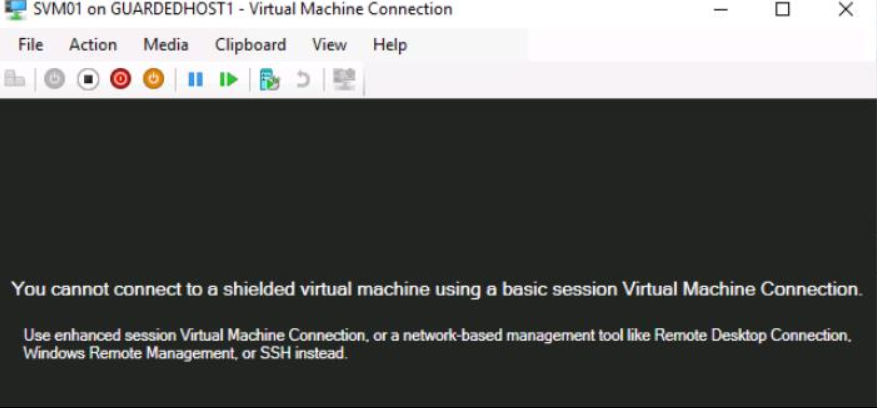 SVM01 on GUARDEDHOST1 - Virtual Machine Connection
File Action Media Clipboard View Help
You cannot connect to a shielded virtual machine using a basic session Virtual Machine Connection.
Use enhanced session Virtual Machine Connection, or a network-based management tool like Remote Desktop Connection,
Windows Remote Management, or SSH instead.